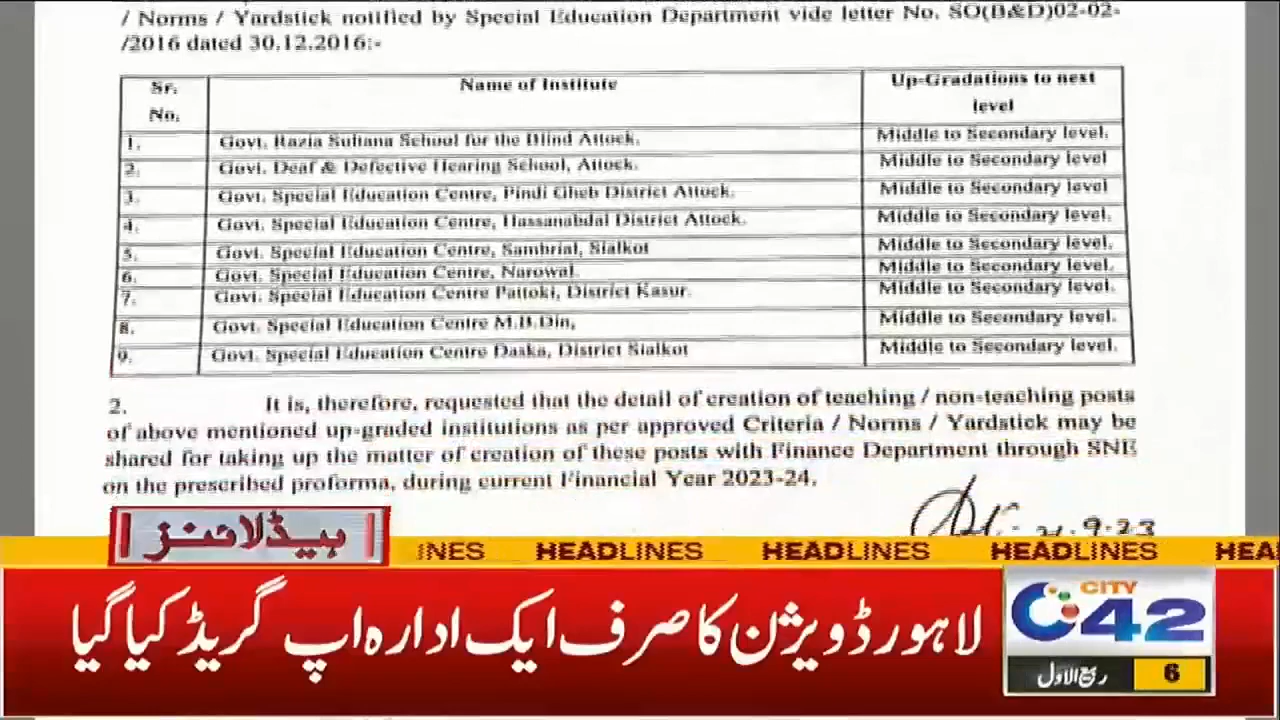 / Norms / Yardstick notified by Special Education Department vide letter No. SO(B&D)02-02-
/2016 dated 30.12.2016:-
Sr. No. Name of Institute Up-Gradations to next level
1. Govt. Razia Sultana School for the Blind Attock. Middle to Secondary level.
2. Govt. Deaf & Defective Hearing School, Attock. Middle to Secondary level
3. Govt. Special Education Centre, Pindi Gheb District Attock. Middle to Secondary level
4. Govt. Special Education Centre, Hassanabdal District Attock. Middle to Secondary level.
5. Govt. Special Education Centre, Sambrial, Sialkot Middle to Secondary level.
6. Govt. Special Education Centre, Narowal. Middle to Secondary level.
7. Govt. Special Education Centre Pattoki, District Kasur. Middle to Secondary level.
8. Govt. Special Education Centre M.B.Din, Middle to Secondary level.
9. Govt. Special Education Centre Daska, District Sialkot Middle to Secondary level.
2. It is, therefore, requested that the detail of creation of teaching / non-teaching posts
of above mentioned up-graded institutions as per approved Criteria / Norms / Yardstick may be
shared for taking up the matter of creation of these posts with Finance Department through SNE
on the prescribed proforma, during current Financial Year 2023-24.
ہیڈلائنز
INES HEADLINES HEADLINES HEADLINES HEA
لاہور ڈویژن کا صرف ایک ادارہ اپ گریڈ کیا گیا
CITY 42
6 ربیع الاول